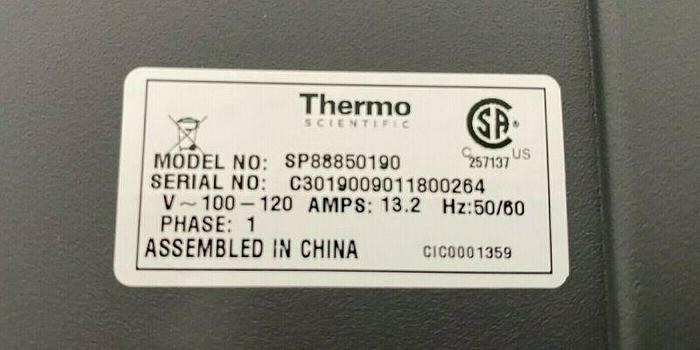 Thermo
SCIENTIFIC
SA®
C US
257137
MODEL NO: SP88850190
SERIAL NO: C3019009011800264
V ~ 100 – 120 AMPS: 13.2 Hz:50/60
PHASE: 1
ASSEMBLED IN CHINA
CIC0001359